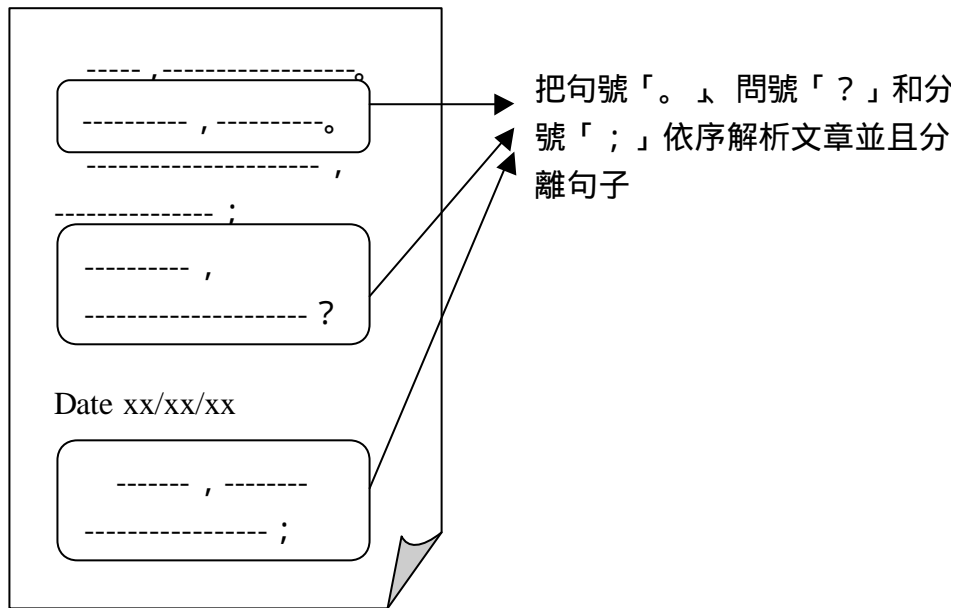 ----- ，------------------。
---------- ，----------。
---------------------- ，
--------------- ；
---------- ，
--------------------- ？
Date xx/xx/xx
------- ，--------
----------------- ；
把句號「。」、問號「？」和分
號「；」依序解析文章並且分
離句子